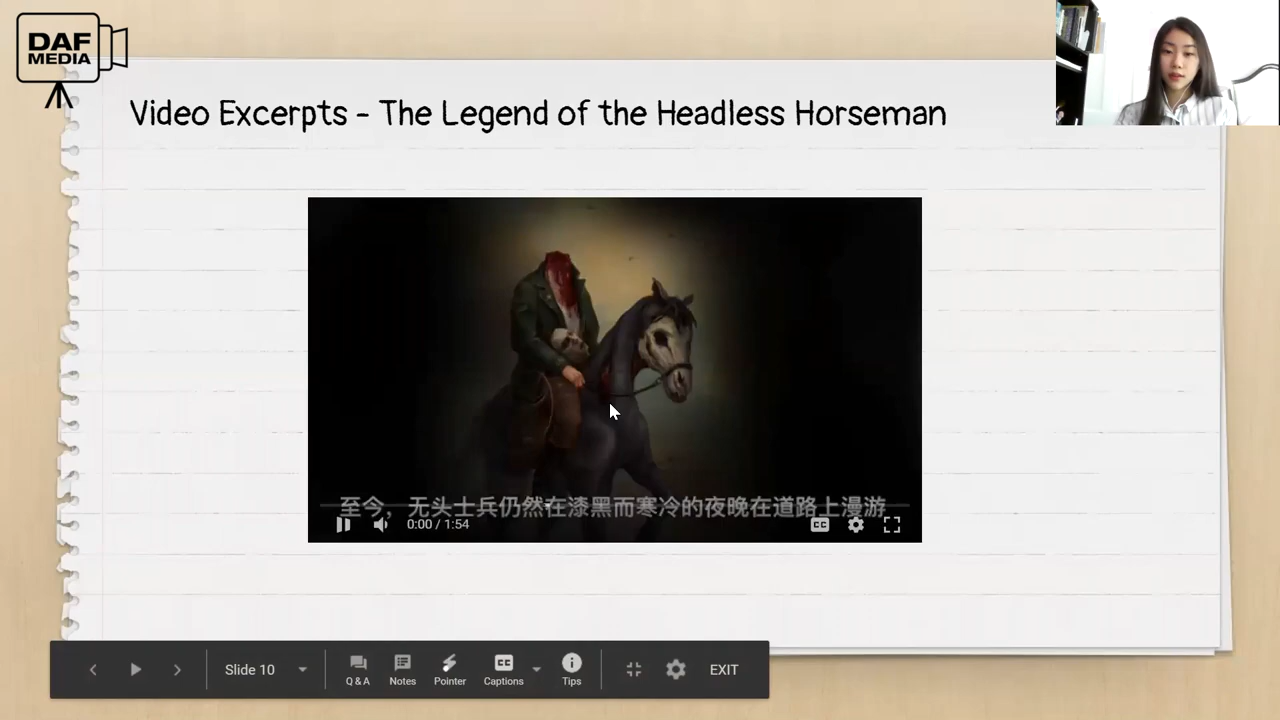 DAF
MEDIA
Video Excerpts - The Legend of the Headless Horseman
至今，无头士兵仍然在漆黑而寒冷的夜晚在道路上漫游
0:00 / 1:54
CC
Slide 10
Q & A
Notes
Pointer
CC
Captions
Tips
EXIT